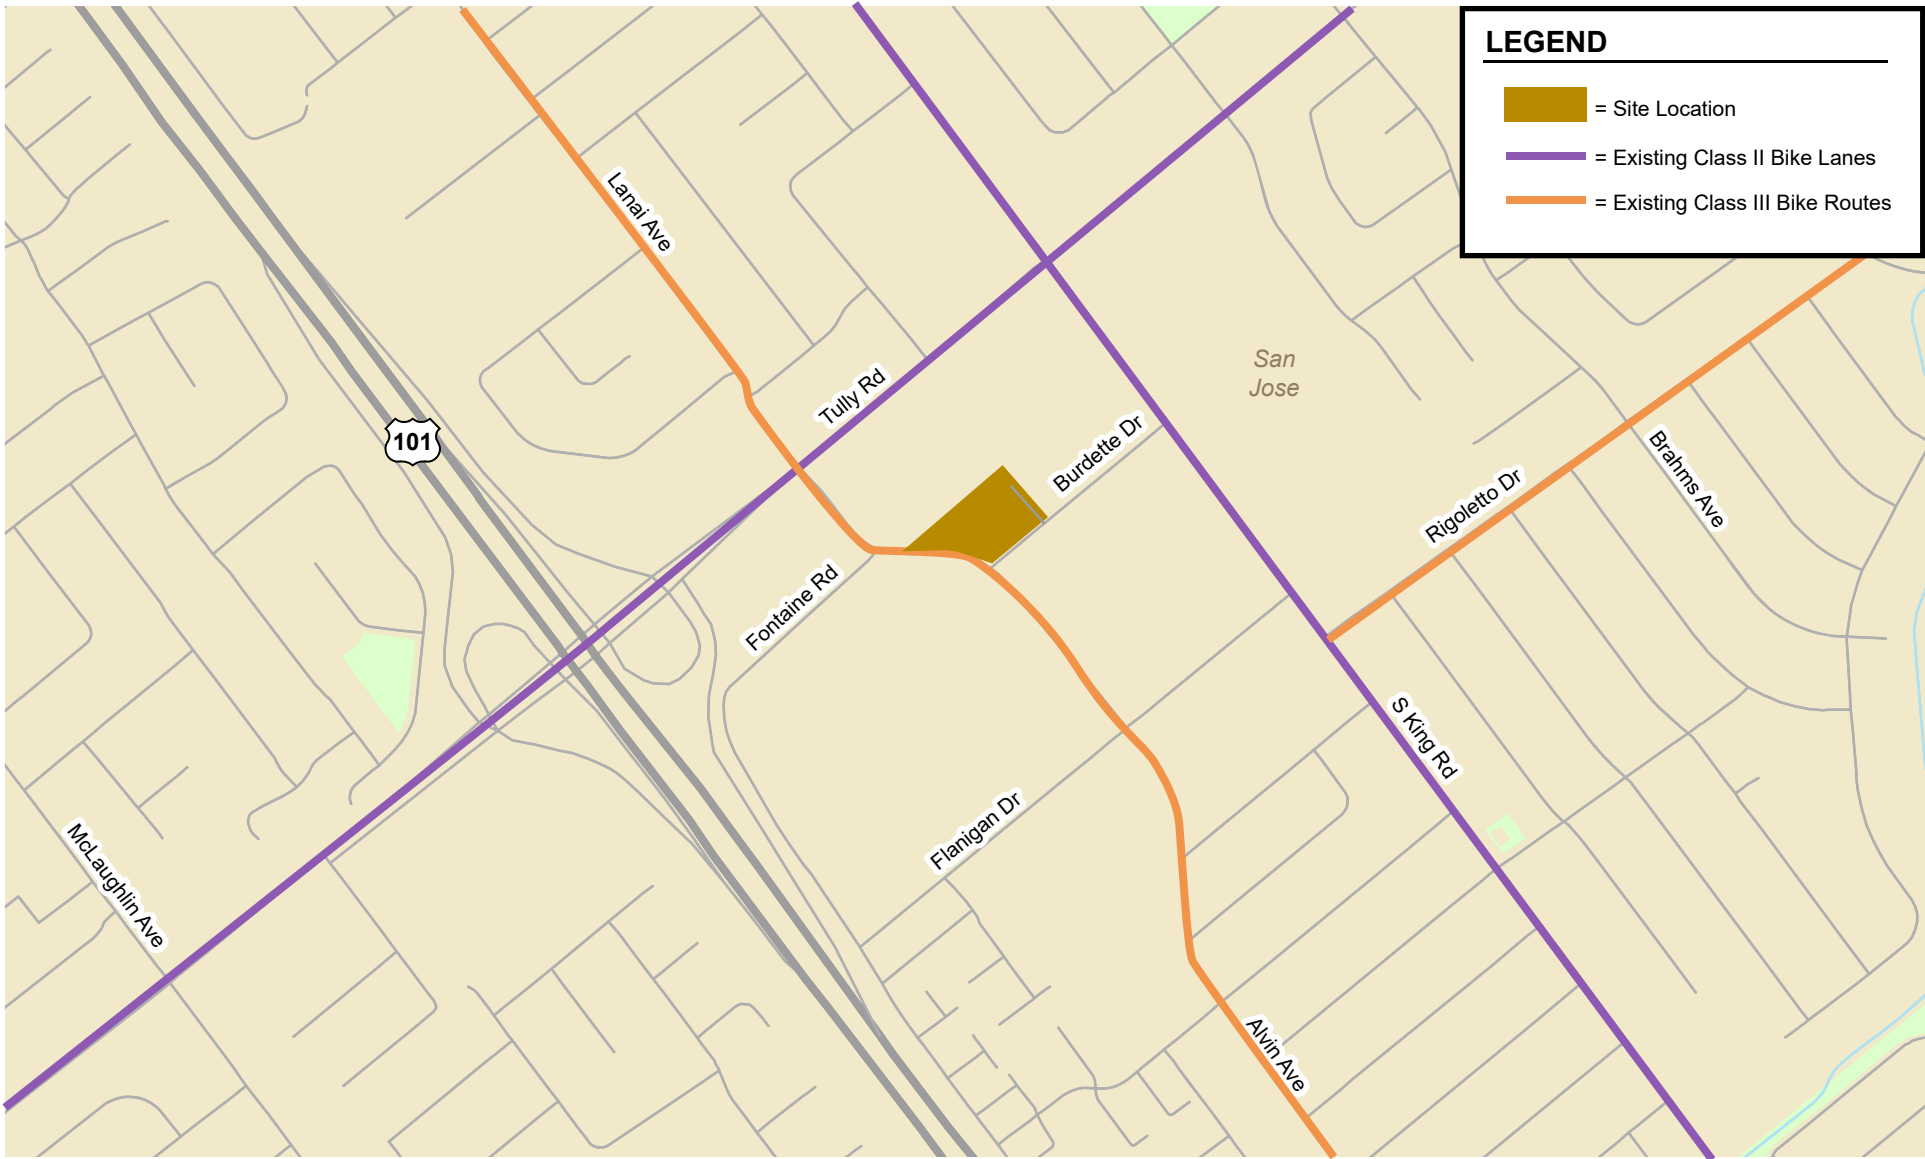 LEGEND
= Site Location
= Existing Class II Bike Lanes
= Existing Class III Bike Routes
Lanai Ave
San
Jose
Tully Rd
101
Burdette Dr
Brahms Ave
Rigoletto Dr
Fontaine Rd
S King Rd
Flanigan Dr
McLaughlin Ave
Alvin Ave